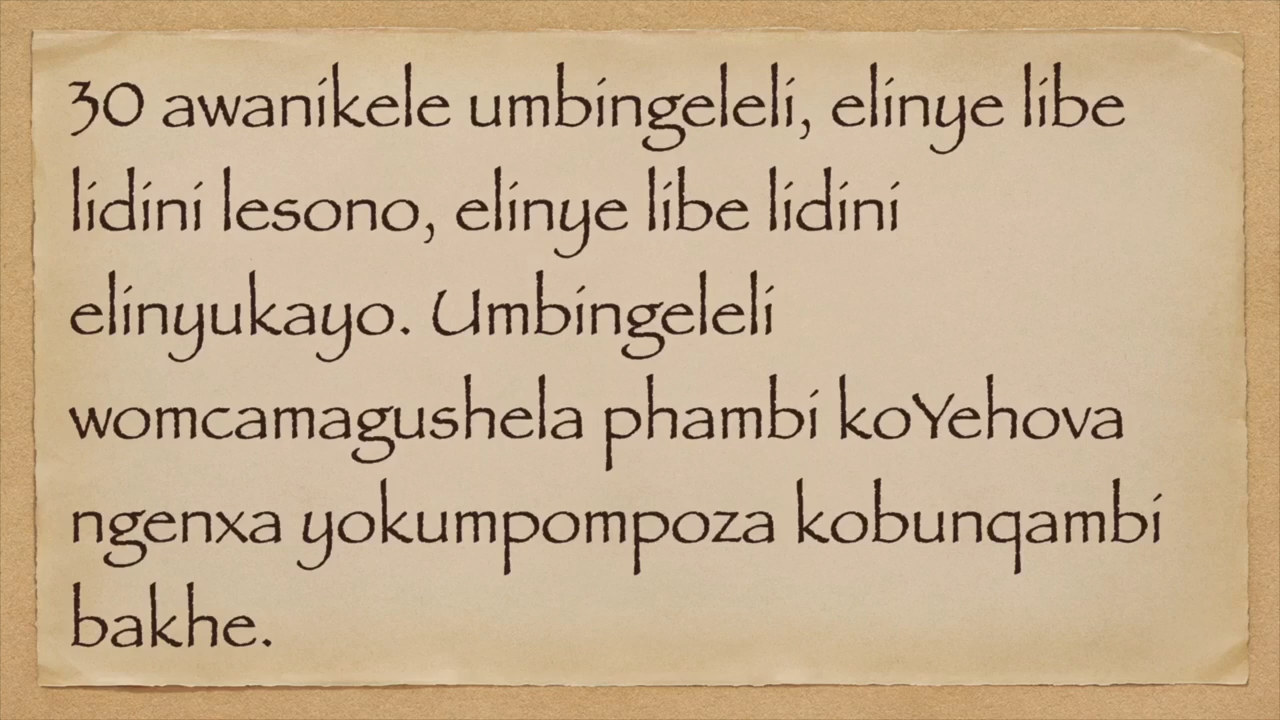 30 awanikele umbingeleli, elinye libe
lidini lesono, elinye libe lidini
elinyukayo. Umbingeleli
womcamagushela phambi koYehova
ngenxa yokumpompoza kobunqambi
bakhe.